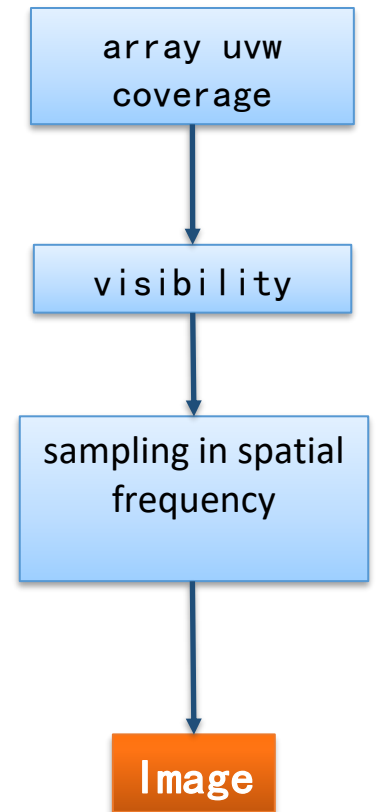 array uvw
coverage
visibility
sampling in spatial
frequency
Image